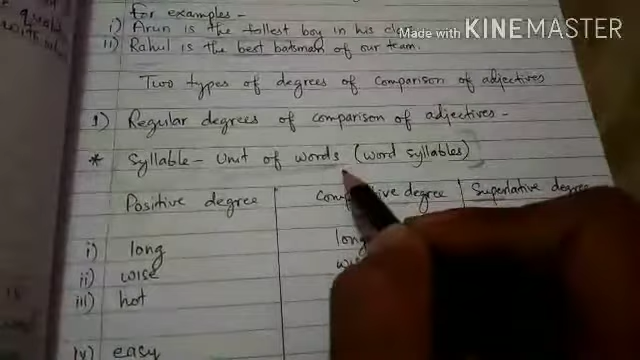 for examples -
i) Arun is the tallest boy in his class.
Made with KINEMASTER
ii) Rahul is the best batsman of our team.
Two types of degrees of comparison of adjectives
1) Regular degrees of comparison of adjectives -
* Syllable - Unit of words (word syllables)
Positive degree Comparative degree Superlative degree
i) long
ii) wise
iii) hot
iv) easy